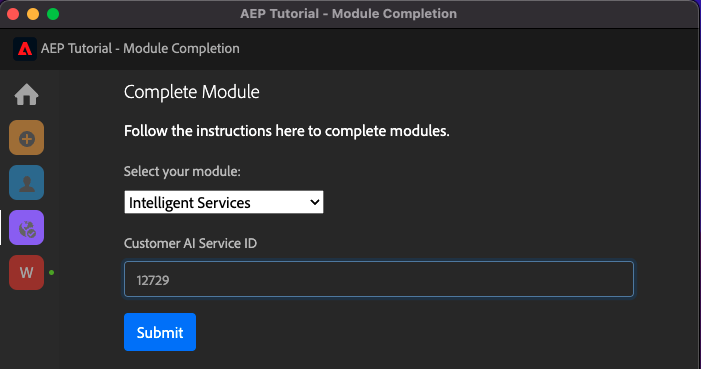 AEP Tutorial - Module Completion
AEP Tutorial - Module Completion
Complete Module
Follow the instructions here to complete modules.
Select your module:
Intelligent Services
Customer AI Service ID
12729
W
Submit